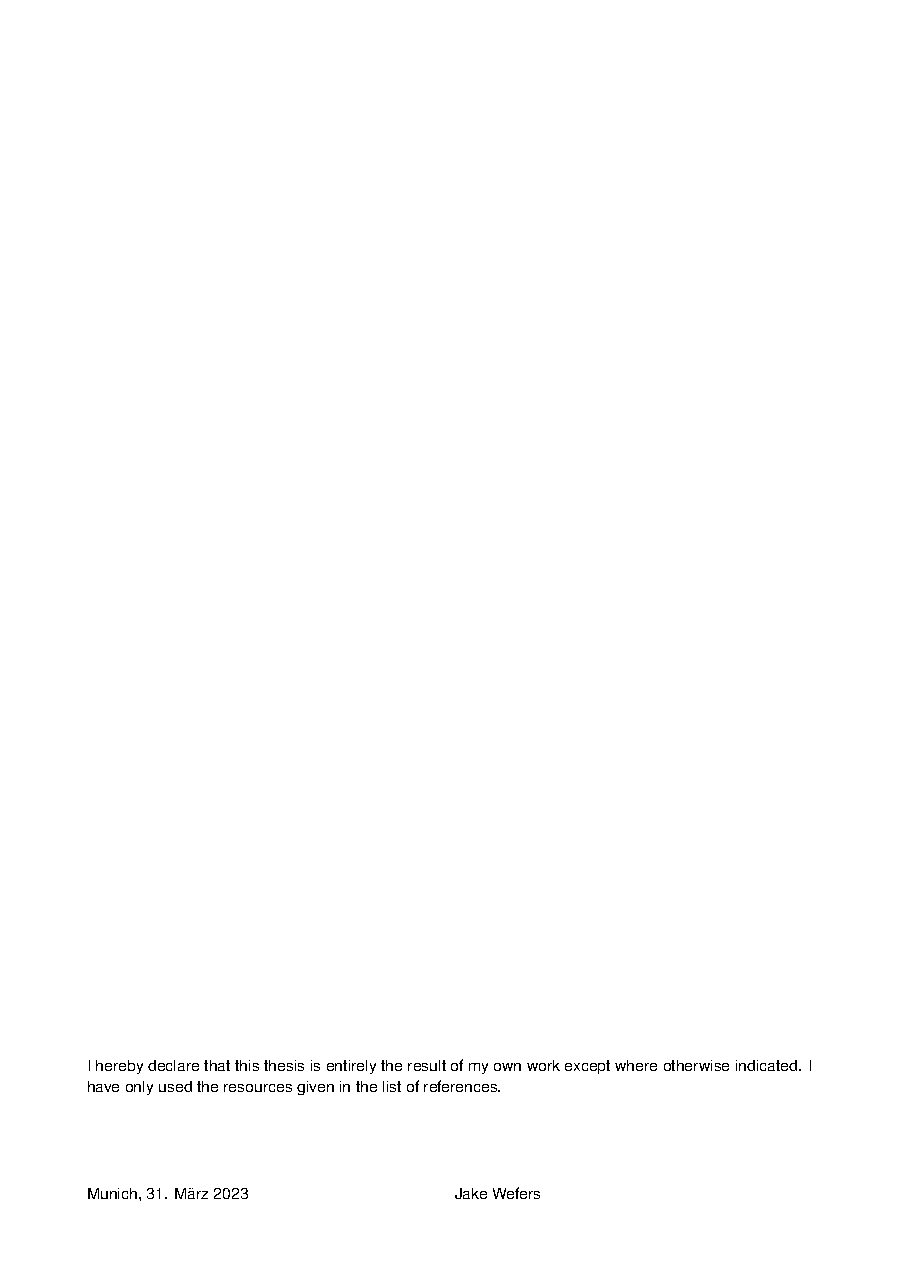 I hereby declare that this thesis is entirely the result of my own work except where otherwise indicated. I
have only used the resources given in the list of references.
Munich, 31. März 2023 Jake Wefers